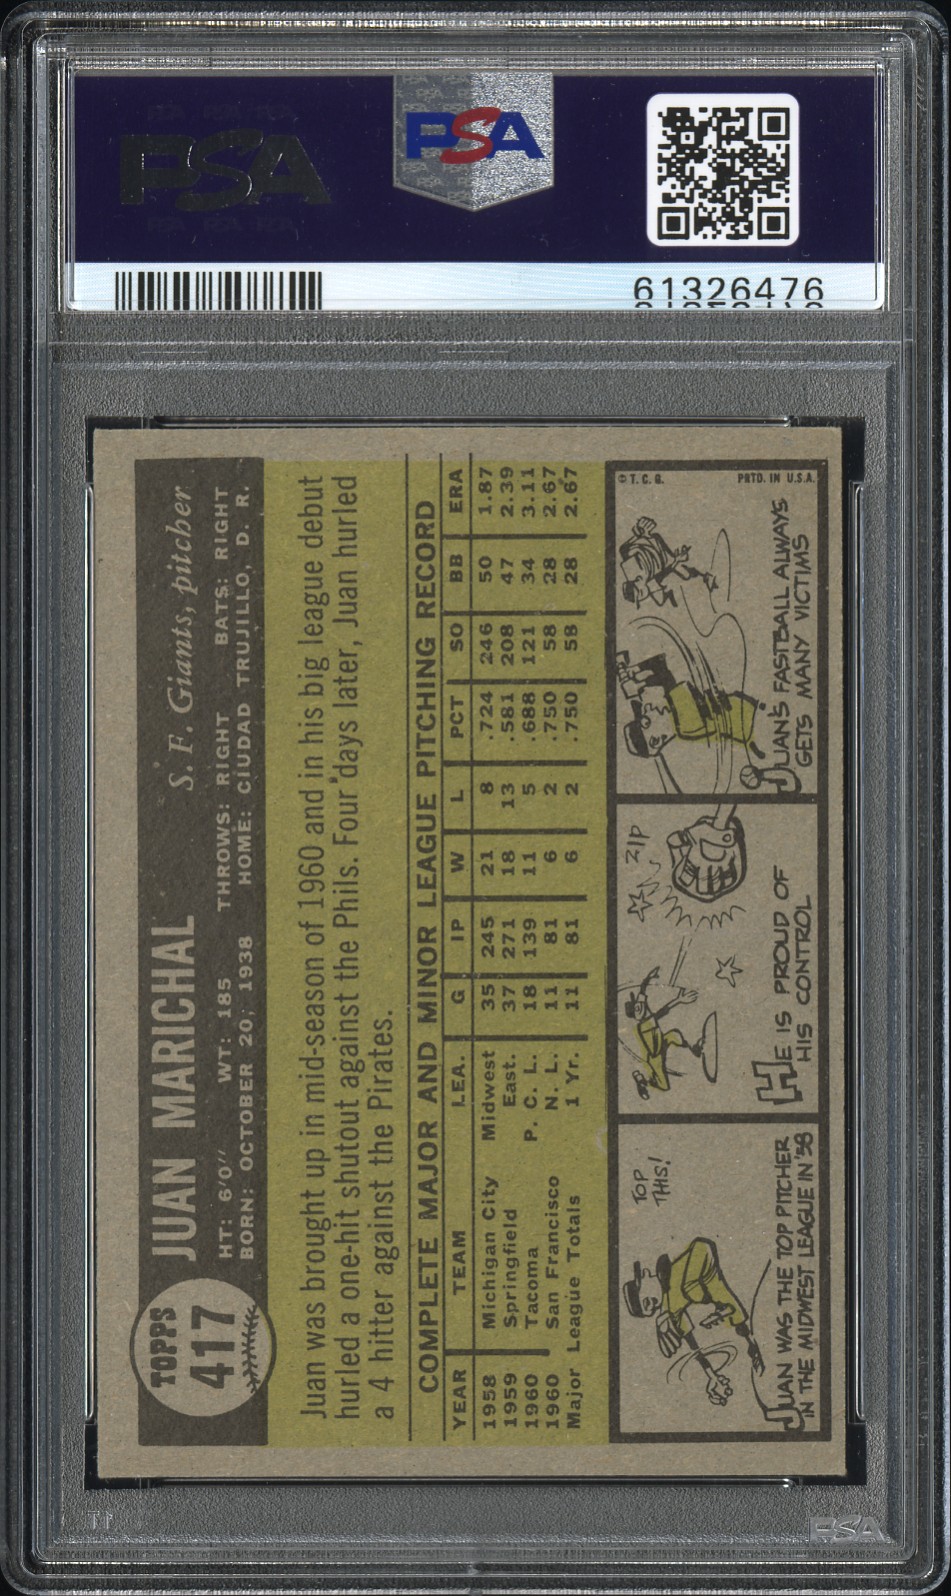 PSA
PSA
61326476
TOPPS
417
JUAN MARICHAL S. F. Giants, pitcher
HT: 6'0" WT: 185 THROWS: RIGHT BATS: RIGHT
BORN: OCTOBER 20, 1938 HOME: CIUDAD TRUJILLO, D. R.
Juan was brought up in mid-season of 1960 and in his big league debut
hurled a one-hit shutout against the Phils. Four days later, Juan hurled
a 4 hitter against the Pirates.
COMPLETE MAJOR AND MINOR LEAGUE PITCHING RECORD
YEAR TEAM LEA. G IP W L PCT SO BB ERA
1958 Michigan City Midwest 35 245 21 8 .724 246 50 1.87
1959 Springfield East. 37 271 18 13 .581 208 47 2.39
1960 Tacoma P. C. L. 18 139 11 5 .688 121 34 3.11
1960 San Francisco N. L. 11 81 6 2 .750 58 28 2.67
Major League Totals 1 Yr. 11 81 6 2 .750 58 28 2.67
TOP
THIS!
JUAN WAS THE TOP PITCHER
IN THE MIDWEST LEAGUE IN '58
ZIP
HE IS PROUD OF
HIS CONTROL
© T. C. G. PRTD. IN U.S.A.
JUAN'S FASTBALL ALWAYS
GETS MANY VICTIMS
PSA